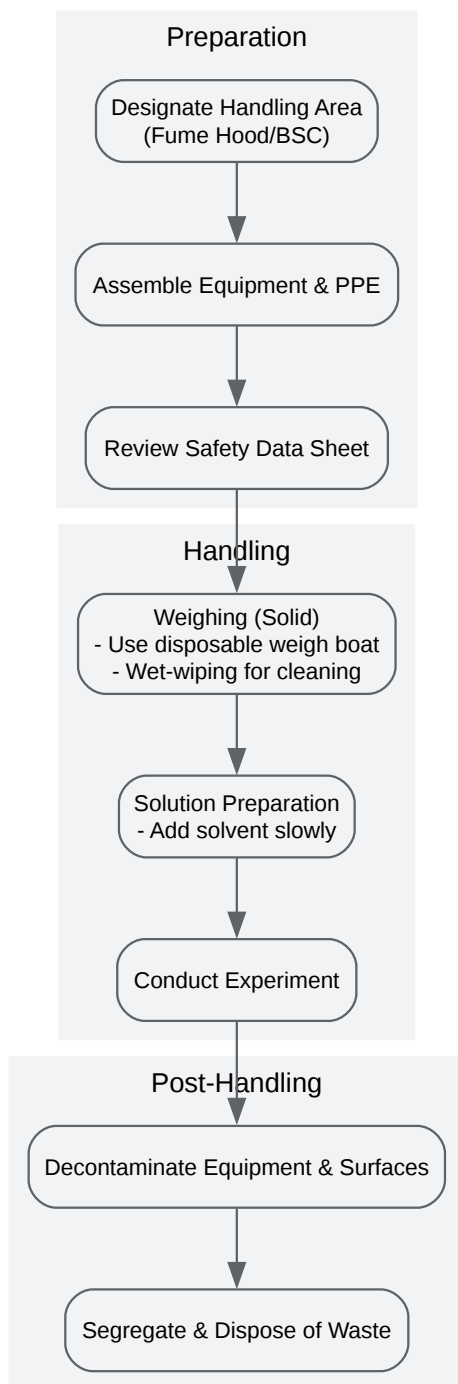 Preparation
Designate Handling Area
(Fume Hood/BSC)
Assemble Equipment & PPE
Review Safety Data Sheet
Handling
Weighing (Solid)
- Use disposable weigh boat
- Wet-wiping for cleaning
Solution Preparation
- Add solvent slowly
Conduct Experiment
Post-Handling
Decontaminate Equipment & Surfaces
Segregate & Dispose of Waste